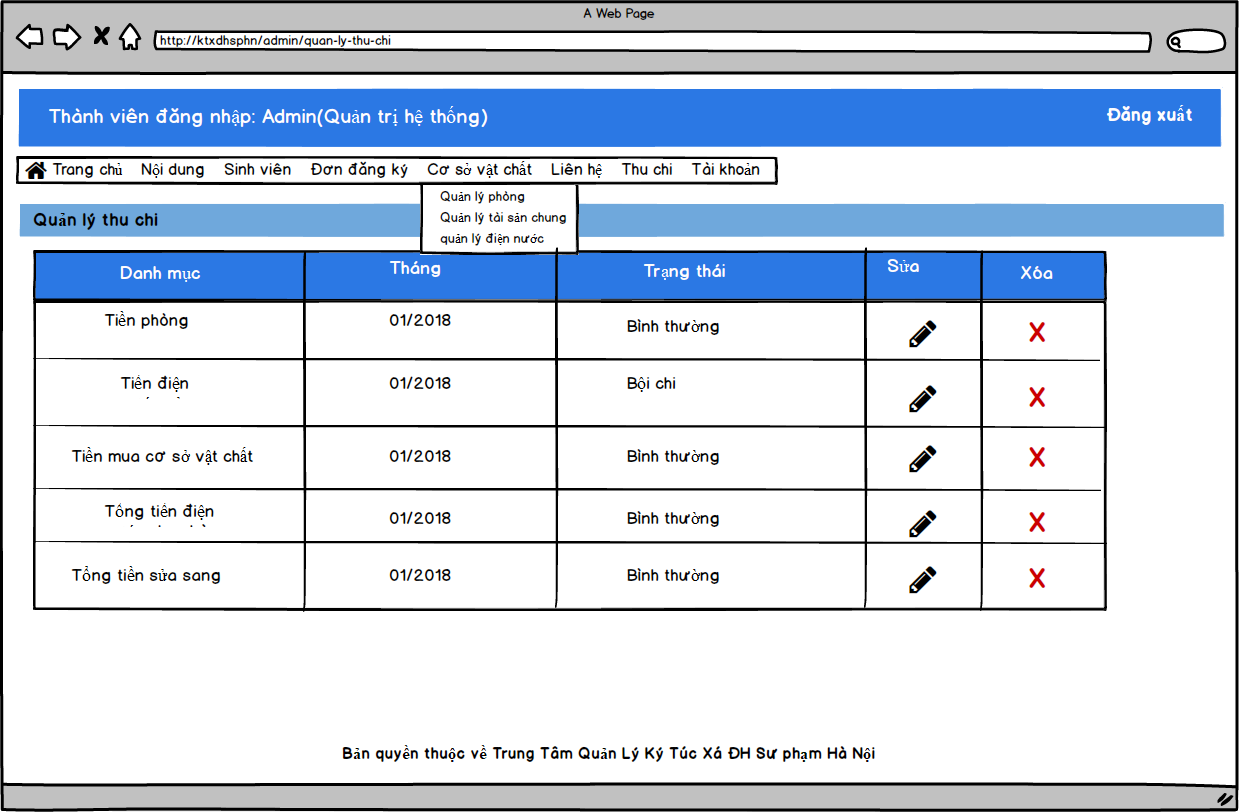 A Web Page
http://ktxdhsphn/admin/quan-ly-thu-chi
Thành viên đăng nhập: Admin(Quản trị hệ thống)
Đăng xuất
Trang chủ Nội dung Sinh viên Đơn đăng ký Cơ sở vật chất Liên hệ Thu chi Tài khoản
Quản lý phòng
Quản lý tài sản chung
quản lý điện nước
Quản lý thu chi
Danh mục Tháng Trạng thái Sửa Xóa
Tiền phòng 01/2018 Bình thường X
Tiền điện 01/2018 Bội chi X
Tiền mua cơ sở vật chất 01/2018 Bình thường X
Tổng tiền điện 01/2018 Bình thường X
Tổng tiền sửa sang 01/2018 Bình thường X
Bản quyền thuộc về Trung Tâm Quản Lý Ký Túc Xá ĐH Sư phạm Hà Nội